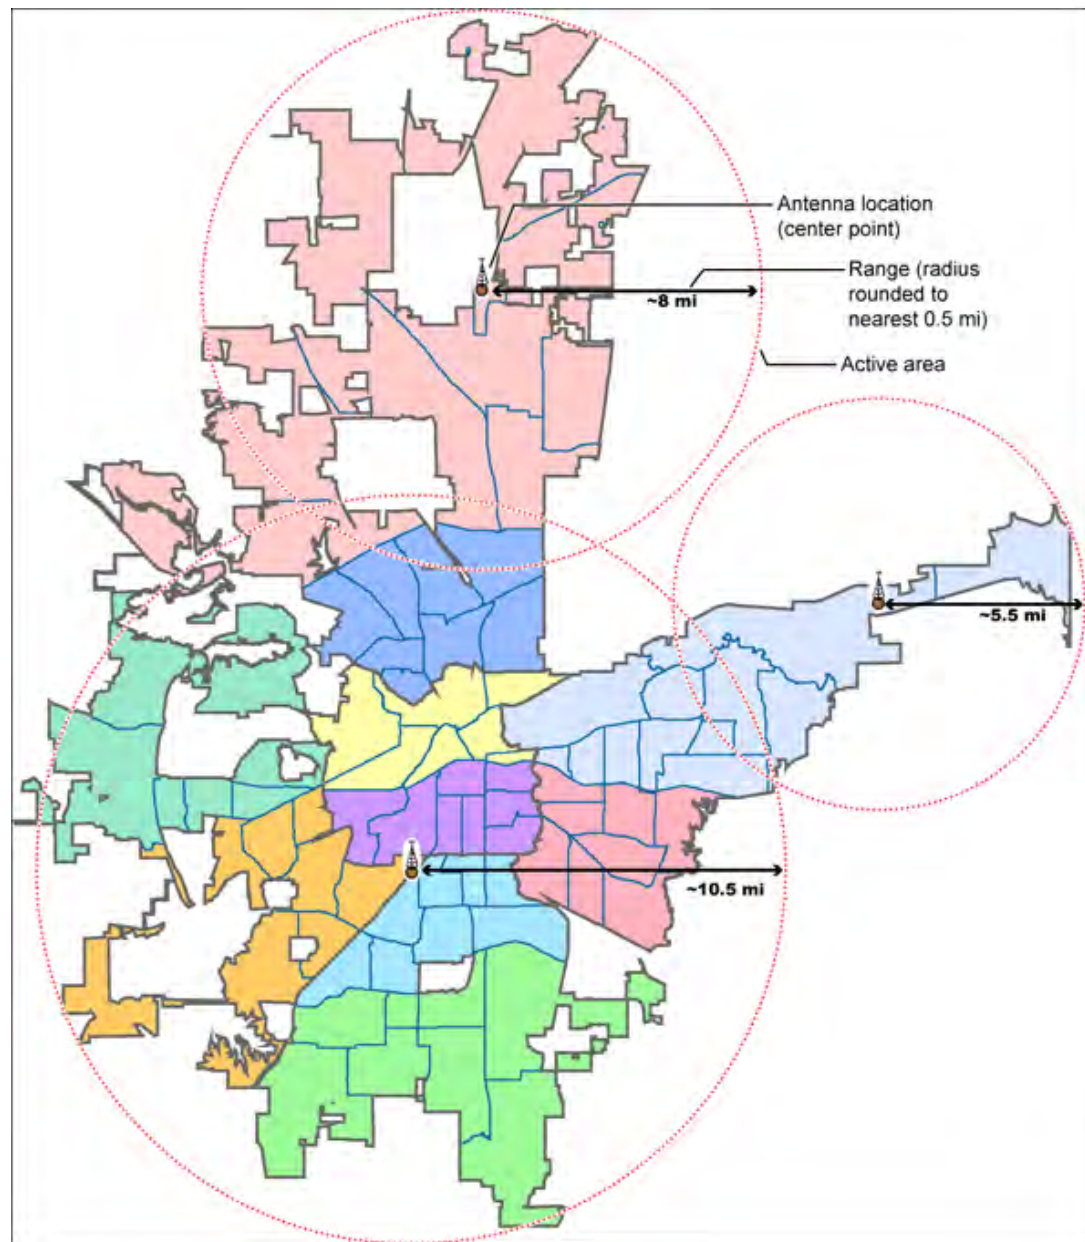 Antenna location
(center point)
Range (radius
rounded to
nearest 0.5 mi)
~8 mi
Active area
~5.5 mi
~10.5 mi